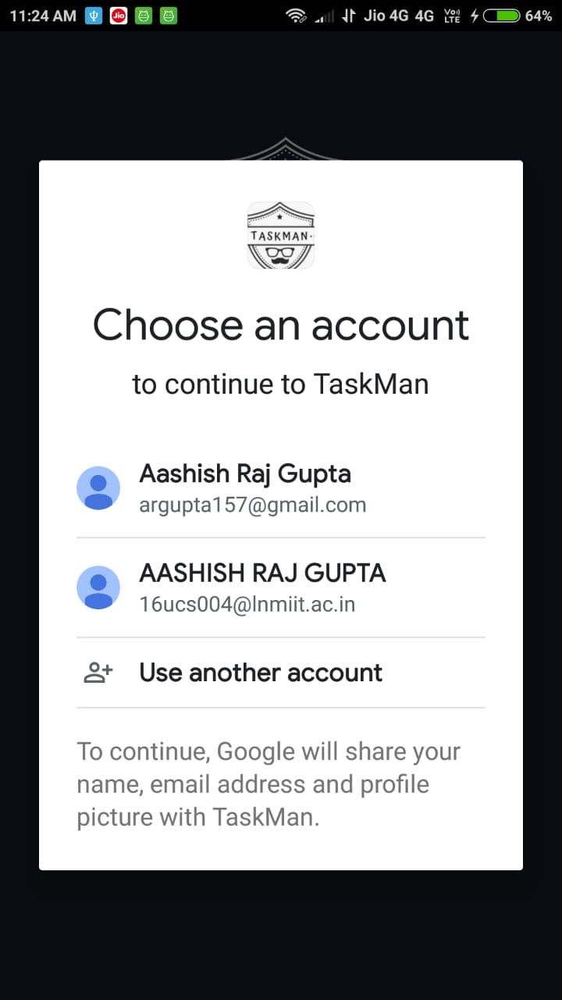 11:24 AM Jio Jio 4G 4G Vo)) LTE 64%
TASKMAN
Choose an account
to continue to TaskMan
Aashish Raj Gupta
argupta157@gmail.com
AASHISH RAJ GUPTA
16ucs004@lnmiit.ac.in
Use another account
To continue, Google will share your
name, email address and profile
picture with TaskMan.